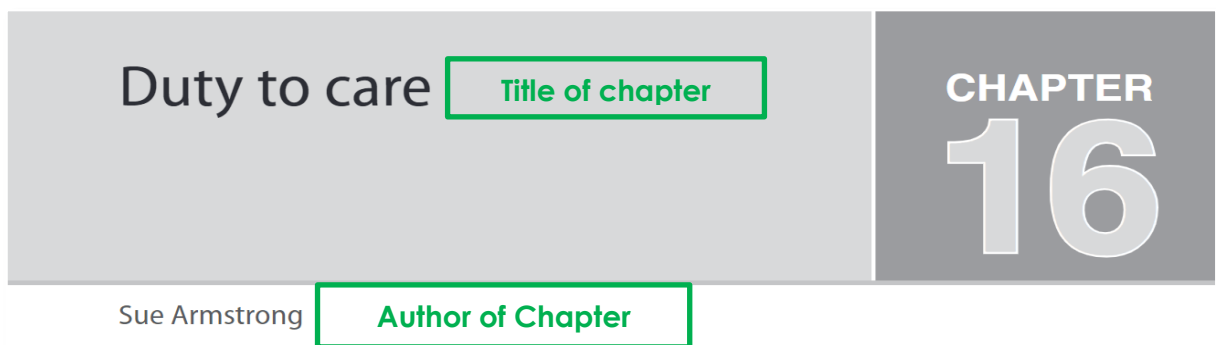 Duty to care
Title of chapter
CHAPTER
16
Sue Armstrong
Author of Chapter